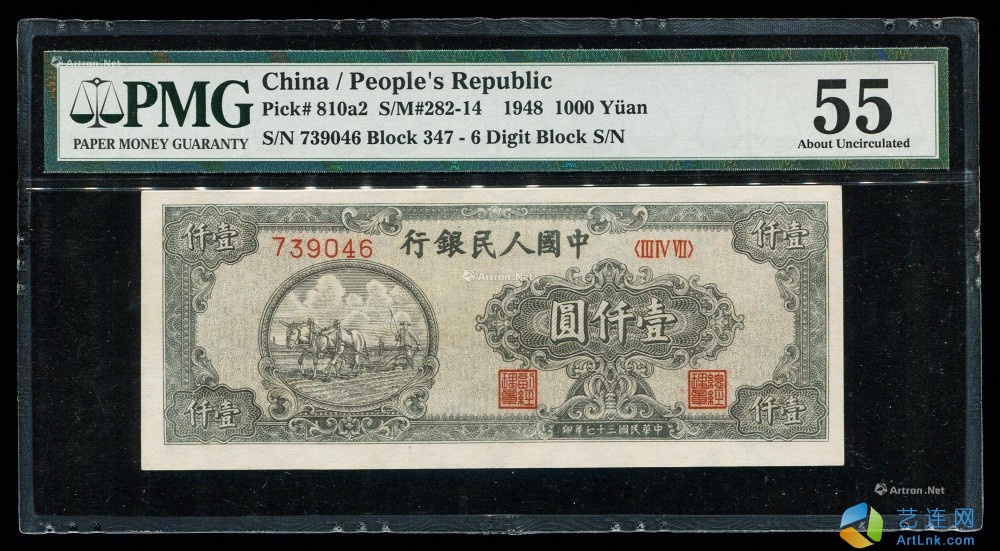 Artron.Net
PMG
PAPER MONEY GUARANTY
China / People's Republic
Pick# 810a2 S/M#282-14 1948 1000 Yüan
S/N 739046 Block 347 - 6 Digit Block S/N
55
About Uncirculated
仟壹
行銀民人國中
仟壹
739046
〈ⅢⅣⅦ〉
Artron.Net
圓仟壹
仟壹
印年七十三國民華中
仟壹
Artron.Net
艺连网
ArtLnk.com